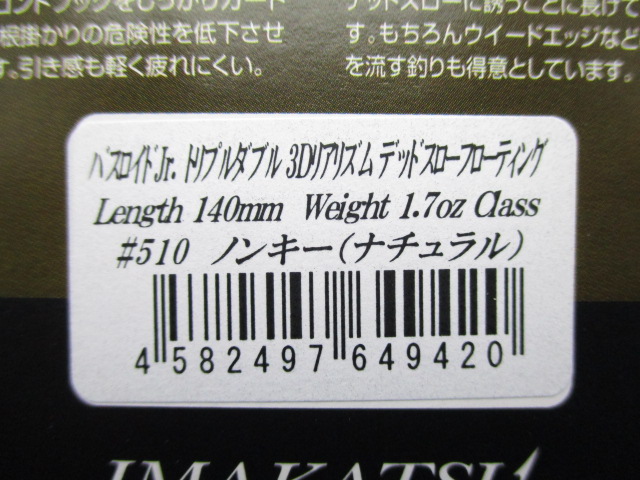 コンドフックをしっかりガード
根掛かりの危険性を低下させ
す。引き感も軽く疲れにくい。
デッドスローに誘うことに長けて
す。もちろんウイードエッジなど
を流す釣りも得意としています。
バスロイドJr. トリプルダブル 3Dリアリズム デッドスローフローティング
Length 140mm Weight 1.7oz Class
#510 ノンキー(ナチュラル)
4 582497 649420
IMAKATSU